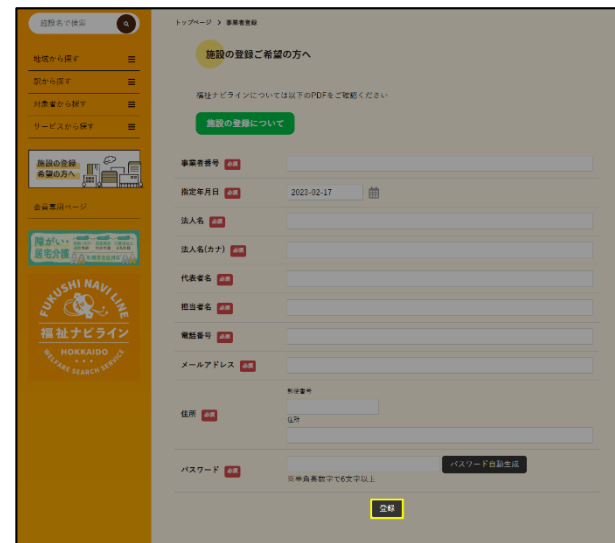 施設名で検索
地域から探す
駅から探す
対象者から探す
サービスから探す
施設の登録
希望の方へ
会員専用ページ
障がい・
居宅介護
FUKUSHI NAVI LINE
福祉ナビライン
HOKKAIDO
WELFARE SEARCH SERVICE
トップページ > 事業者登録
施設の登録ご希望の方へ
福祉ナビラインについては以下のPDFをご確認ください
施設の登録について
事業者番号 必須
指定年月日 必須 2023-02-17
法人名 必須
法人名(カナ) 必須
代表者名 必須
担当者名 必須
電話番号 必須
メールアドレス 必須
郵便番号
住所 必須
住所
パスワード 必須 パスワード自動生成
※半角英数字で6文字以上
登録